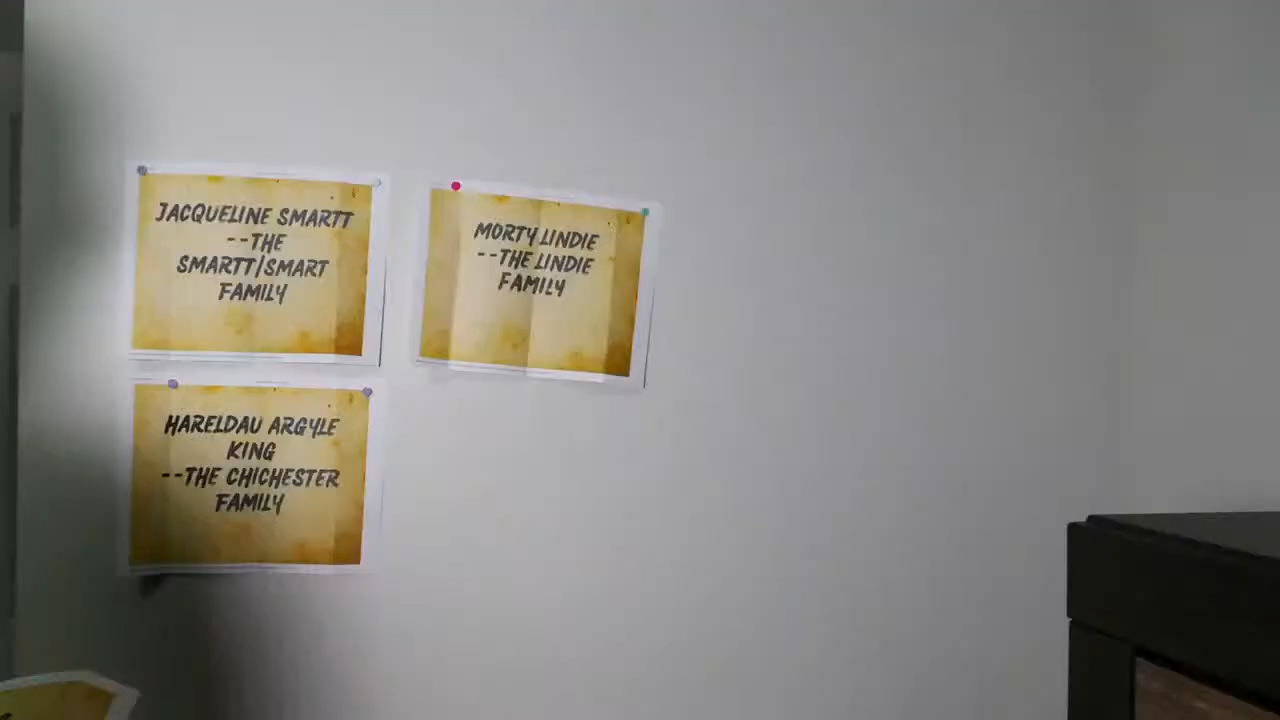 JACQUELINE SMARTT
--THE
SMARTT/SMART
FAMILY
MORTY LINDIE
--THE LINDIE
FAMILY
HARELDAU ARGYLE
KING
--THE CHICHESTER
FAMILY